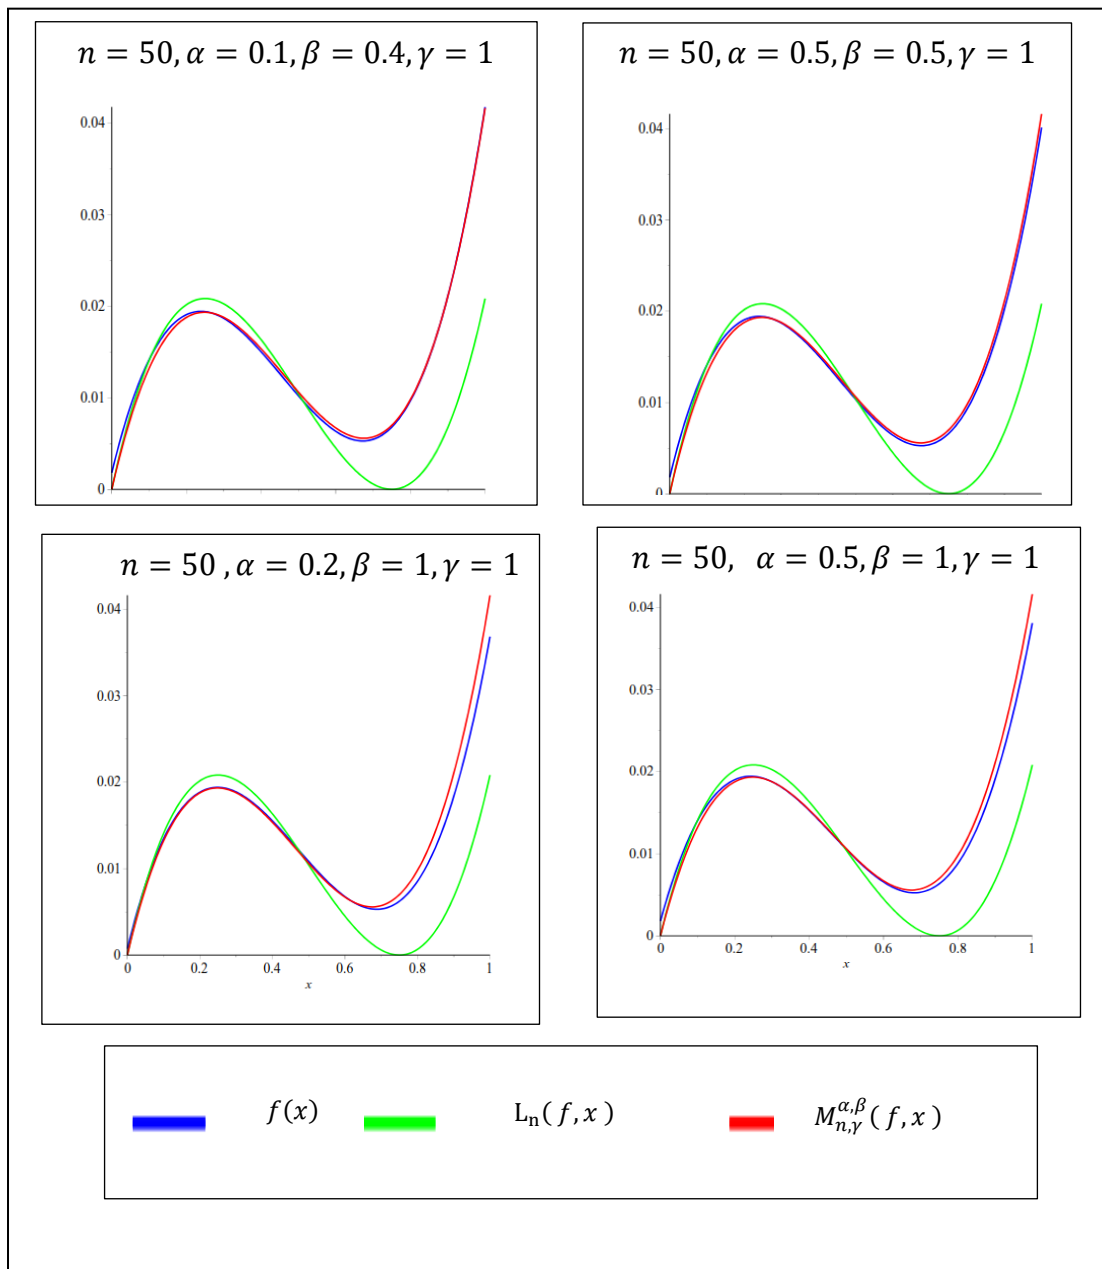 n = 50, α = 0.1, β = 0.4, γ = 1
0.04
0.03
0.02
0.01
0
n = 50, α = 0.5, β = 0.5, γ = 1
0.04
0.03
0.02
0.01
0
n = 50 , α = 0.2, β = 1, γ = 1
0.04
0.03
0.02
0.01
0
0 0.2 0.4 0.6 0.8 1
x
n = 50, α = 0.5, β = 1, γ = 1
0.04
0.03
0.02
0.01
0
0 0.2 0.4 0.6 0.8 1
x
f(x) L_n( f, x ) M_{n,γ}^{α,β}( f, x )